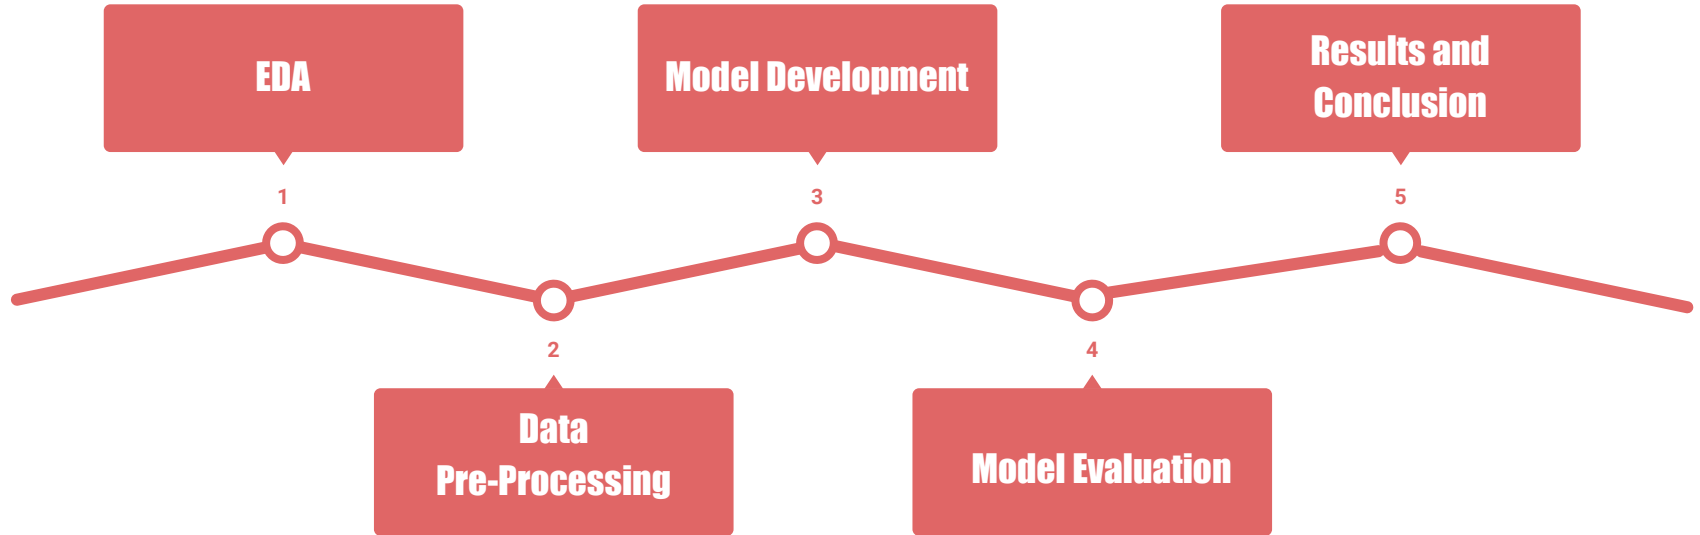 EDA
1
Data
Pre-Processing
2
Model Development
3
Model Evaluation
4
Results and
Conclusion
5